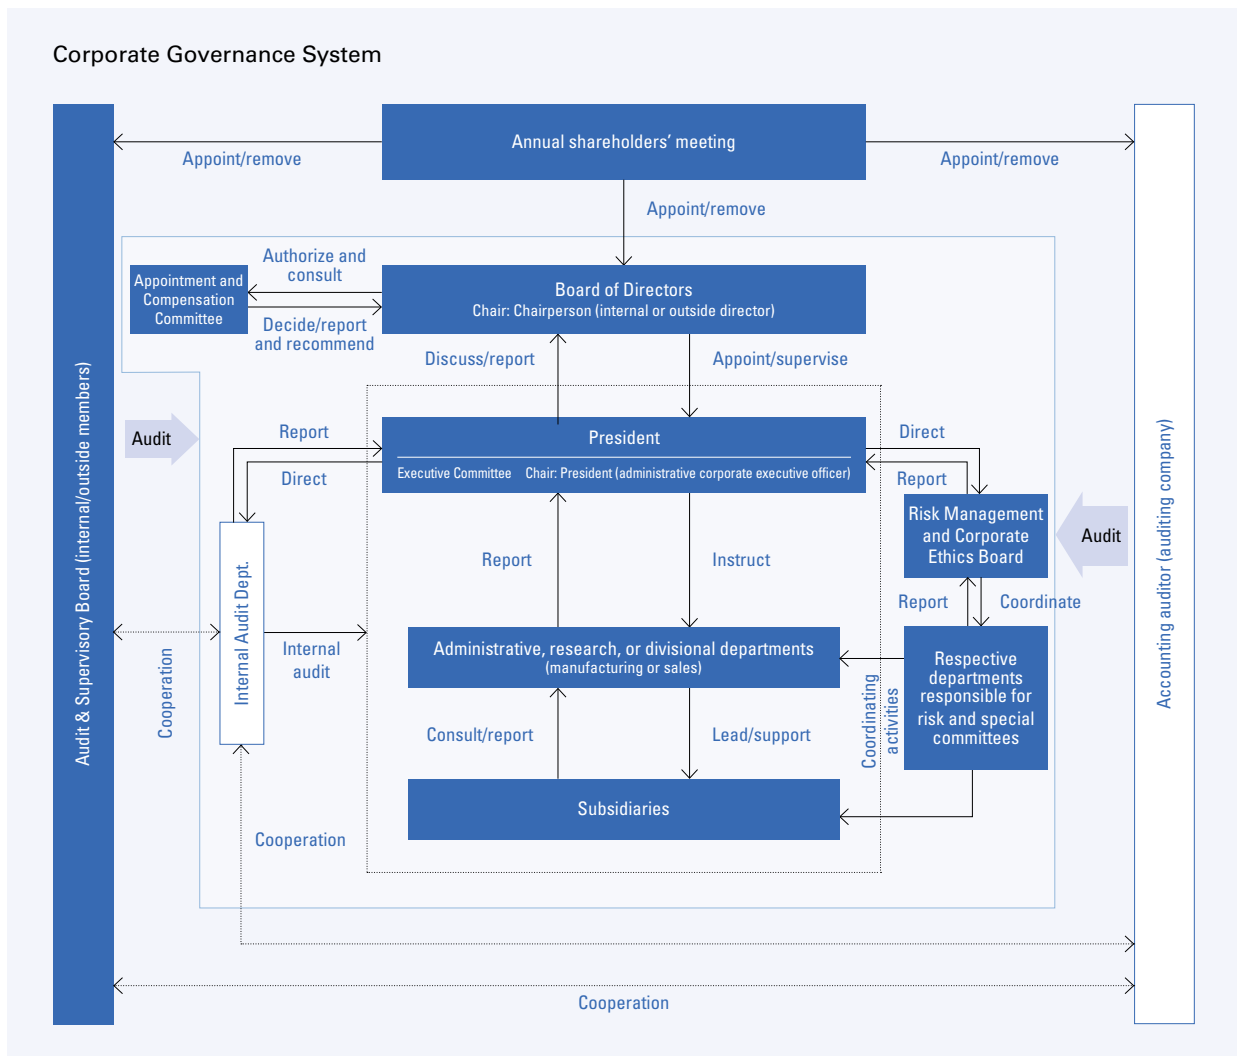 Corporate Governance System
Annual shareholders' meeting
Appoint/remove
Appoint/remove
Appoint/remove
Authorize and
consult
Appointment and
Compensation
Committee
Board of Directors
Chair: Chairperson (internal or outside director)
Decide/report
and recommend
Discuss/report
Appoint/supervise
Audit & Supervisory Board (internal/outside members)
Audit
Report
Direct
President
Executive Committee Chair: President (administrative corporate executive officer)
Direct
Report
Risk Management
and Corporate
Ethics Board
Audit
Accounting auditor (auditing company)
Internal Audit Dept.
Report
Instruct
Report
Coordinate
Cooperation
Internal
audit
Administrative, research, or divisional departments
(manufacturing or sales)
Coordinating
activities
Respective
departments
responsible for
risk and special
committees
Consult/report
Lead/support
Subsidiaries
Cooperation
Cooperation